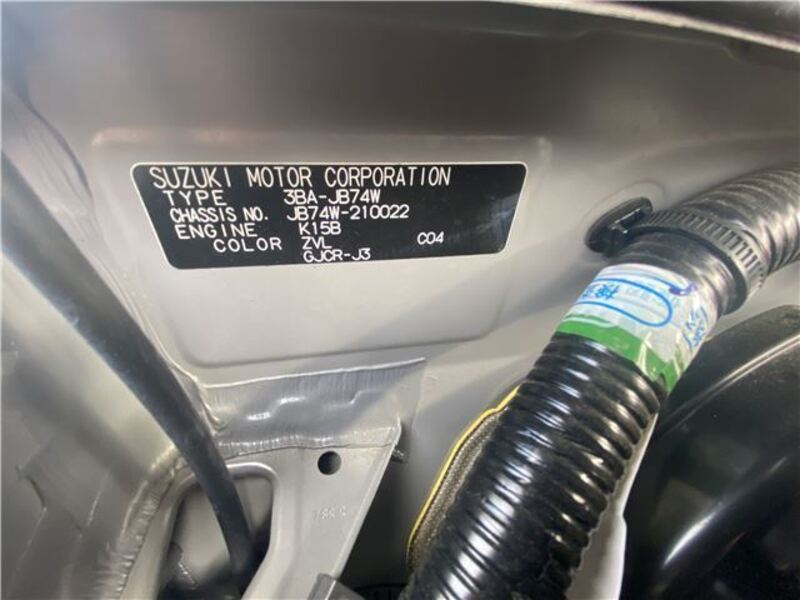 SUZUKI MOTOR CORPORATION
TYPE 3BA-JB74W
CHASSIS NO. JB74W-210022
ENGINE K15B
COLOR ZVL C04
GJCR-J3